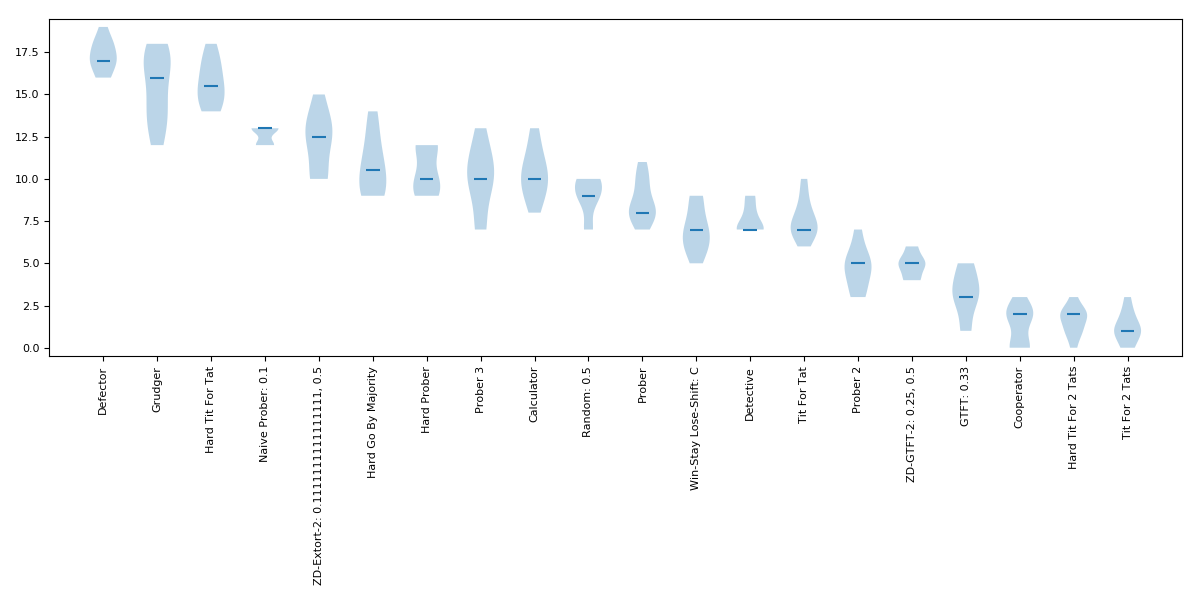 17.5
15.0
12.5
10.0
7.5
5.0
2.5
0.0
Defector
Grudger
Hard Tit For Tat
Naive Prober: 0.1
ZD-Extort-2: 0.1111111111111111, 0.5
Hard Go By Majority
Hard Prober
Prober 3
Calculator
Random: 0.5
Prober
Win-Stay Lose-Shift: C
Detective
Tit For Tat
Prober 2
ZD-GTFT-2: 0.25, 0.5
GTFT: 0.33
Cooperator
Hard Tit For 2 Tats
Tit For 2 Tats